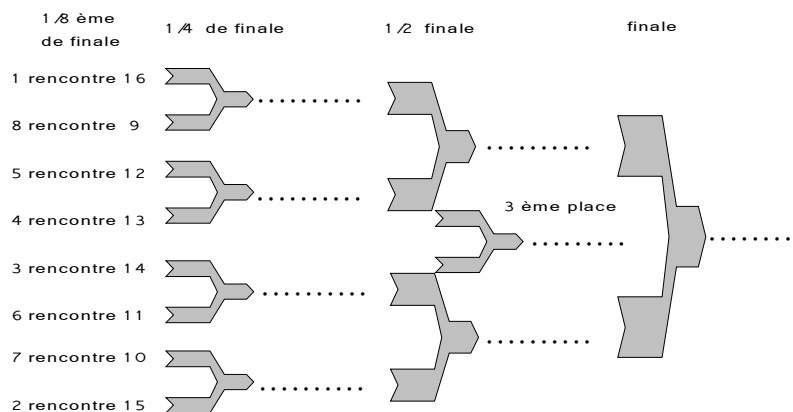 1/8 ème
de finale
1/4 de finale
1/2 finale
finale
1 rencontre 16
8 rencontre 9
5 rencontre 12
4 rencontre 13
3 ème place
3 rencontre 14
6 rencontre 11
7 rencontre 10
2 rencontre 15